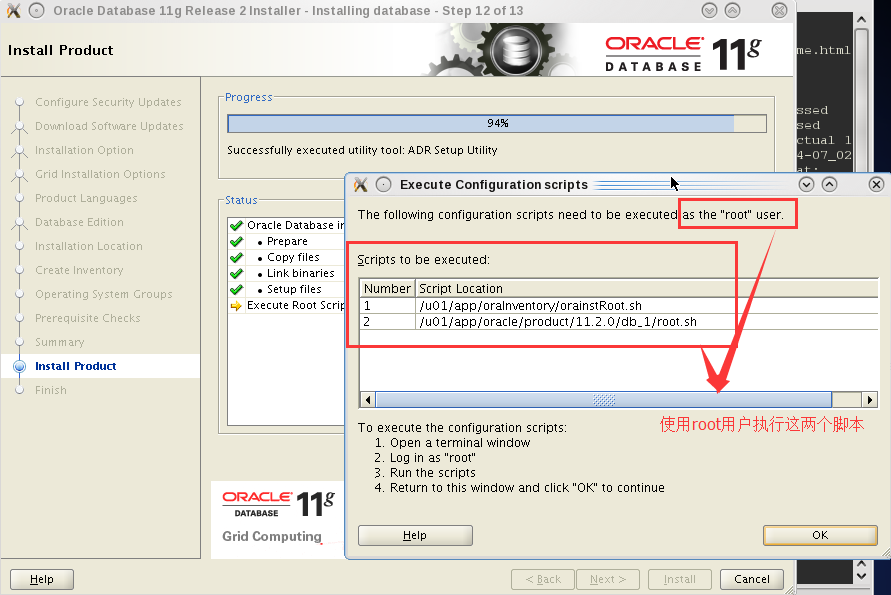 Oracle Database 11g Release 2 Installer - Installing database - Step 12 of 13
Install Product
ORACLE
DATABASE 11g
Configure Security Updates
Download Software Updates
Installation Option
Grid Installation Options
Product Languages
Database Edition
Installation Location
Create Inventory
Operating System Groups
Prerequisite Checks
Summary
Install Product
Finish
Progress
94%
Successfully executed utility tool: ADR Setup Utility
Status
Oracle Database in
• Prepare
• Copy files
• Link binaries
• Setup files
Execute Root Scrip
ORACLE
DATABASE 11g
Grid Computing
Execute Configuration scripts
The following configuration scripts need to be executed as the "root" user.
Scripts to be executed:
Number Script Location
1 /u01/app/oraInventory/orainstRoot.sh
2 /u01/app/oracle/product/11.2.0/db_1/root.sh
使用root用户执行这两个脚本
To execute the configuration scripts:
1. Open a terminal window
2. Log in as "root"
3. Run the scripts
4. Return to this window and click "OK" to continue
Help
OK
me.html
ssed
sed
ctual l
4-07_02
at:
Help
< Back
Next >
Install
Cancel